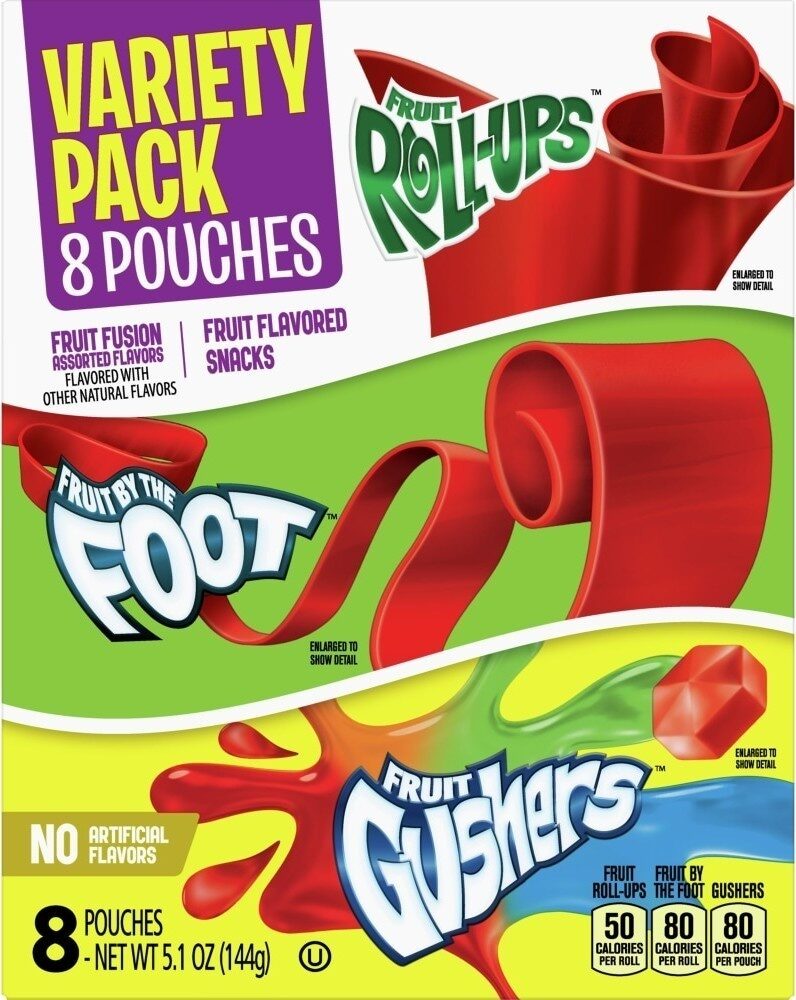 VARIETY
PACK
8 POUCHES
FRUIT
ROLL-UPS™
ENLARGED TO
SHOW DETAIL
FRUIT FUSION
ASSORTED FLAVORS
FLAVORED WITH
OTHER NATURAL FLAVORS
FRUIT FLAVORED
SNACKS
FRUIT BY THE
FOOT™
ENLARGED TO
SHOW DETAIL
FRUIT
GUSHERS™
ENLARGED TO
SHOW DETAIL
NO ARTIFICIAL
FLAVORS
8 POUCHES
- NET WT 5.1 OZ (144g) U
FRUIT
ROLL-UPS
50
CALORIES
PER ROLL
FRUIT BY
THE FOOT
80
CALORIES
PER ROLL
GUSHERS
80
CALORIES
PER POUCH